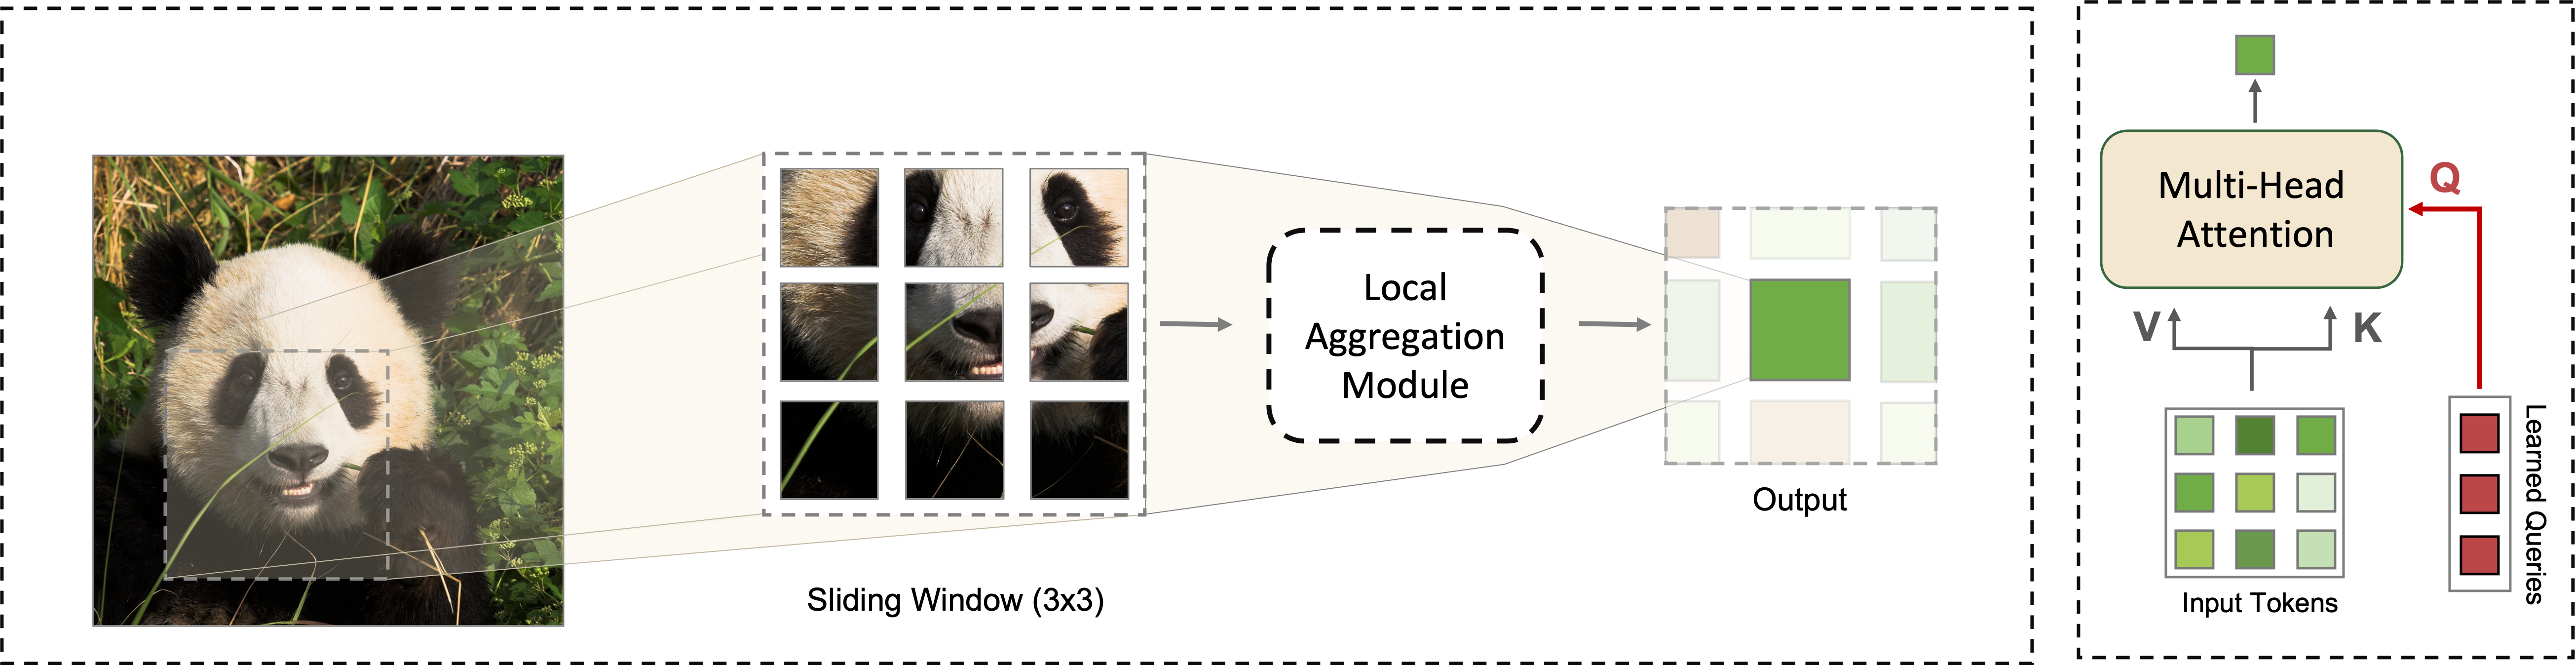 Sliding Window (3x3)
Local
Aggregation
Module
Output
Multi-Head
Attention
Q
V
K
Input Tokens
Learned Queries